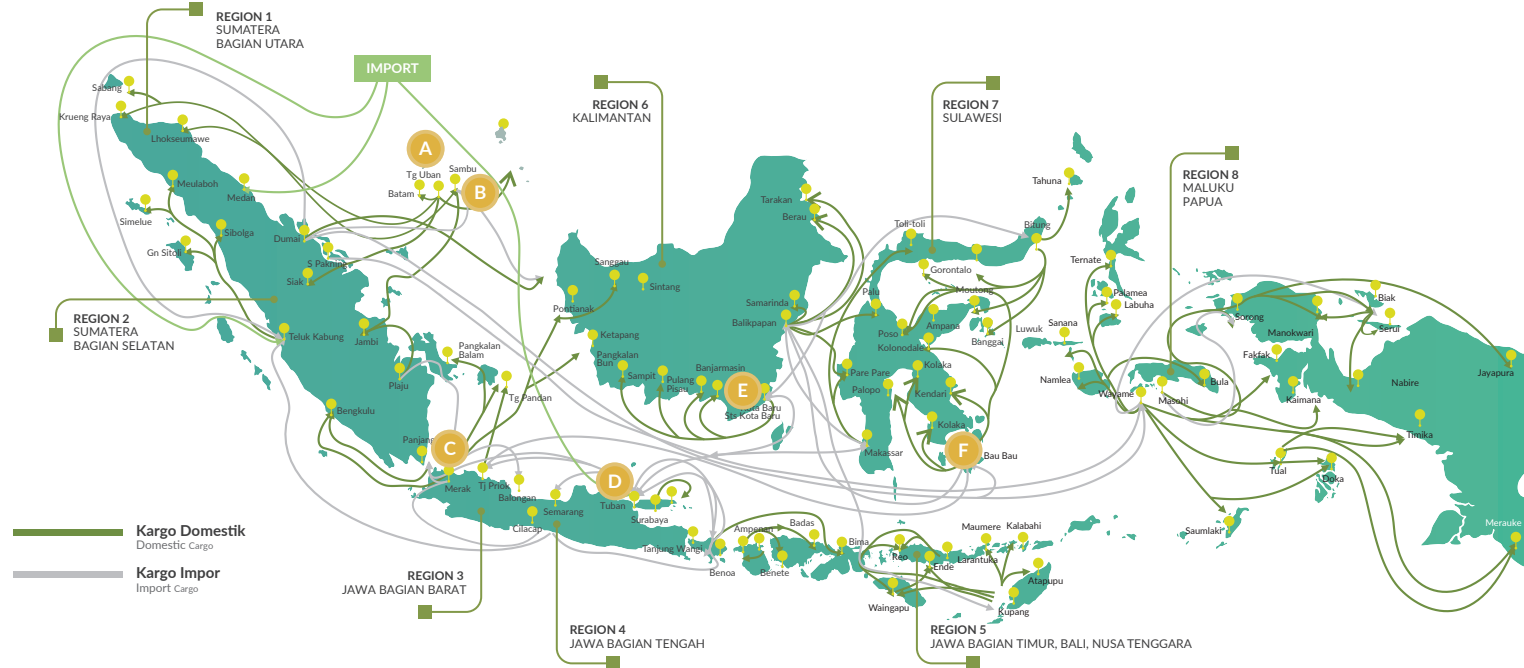 REGION 1
SUMATERA
BAGIAN UTARA
IMPORT
REGION 6
KALIMANTAN
REGION 7
SULAWESI
REGION 8
MALUKU
PAPUA
REGION 2
SUMATERA
BAGIAN SELATAN
Sabang
Krueng Raya
Lhokseumawe
Meulaboh
Medan
Simelue
Sibolga
Gn Sitoli
Dumai
S Pakning
Siak
Teluk Kabung
Jambi
Plaju
Bengkulu
Panjang
Pangkalan
Balam
Tg Pandan
A
Tg Uban
Sambu
Batam
B
C
Merak
Tj Priok
Balongan
Cilacap
Semarang
D
Tuban
Surabaya
Tanjung Wangi
Sanggau
Sintang
Pontianak
Ketapang
Pangkalan
Bun
Sampit
Pulang
Pisau
Banjarmasin
E
Kota Baru
Sts Kota Baru
Tarakan
Berau
Samarinda
Balikpapan
Toli-toli
Gorontalo
Bitung
Tahuna
Palu
Moutong
Poso
Ampana
Luwuk
Banggai
Kolonodale
Pare Pare
Palopo
Kolaka
Kendari
Kolaka
Makassar
F
Bau Bau
Ternate
Palamea
Labuha
Sanana
Namlea
Wayame
Masohi
Bula
Sorong
Manokwari
Fakfak
Kaimana
Biak
Serui
Nabire
Jayapura
Timika
Tual
Doka
Saumlaki
Merauke
Benoa
Ampenan
Badas
Benete
Bima
Reo
Ende
Maumere
Kalabahi
Larantuka
Atapupu
Waingapu
Kupang
Kargo Domestik
Domestic Cargo
Kargo Impor
Import Cargo
REGION 3
JAWA BAGIAN BARAT
REGION 4
JAWA BAGIAN TENGAH
REGION 5
JAWA BAGIAN TIMUR, BALI, NUSA TENGGARA